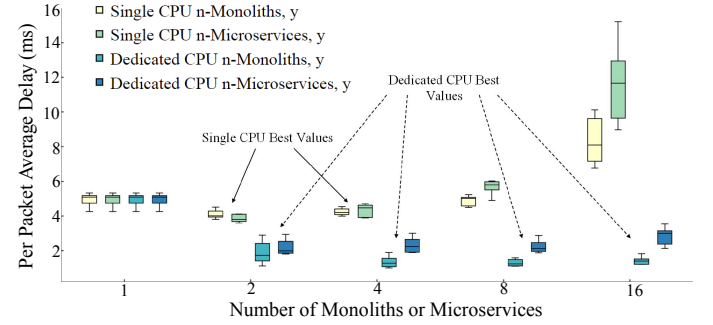 16
14
12
10
8
6
4
2
Per Packet Average Delay (ms)
Single CPU n-Monoliths, y
Single CPU n-Microservices, y
Dedicated CPU n-Monoliths, y
Dedicated CPU n-Microservices, y
Single CPU Best Values
Dedicated CPU Best
Values
1 2 4 8 16
Number of Monoliths or Microservices